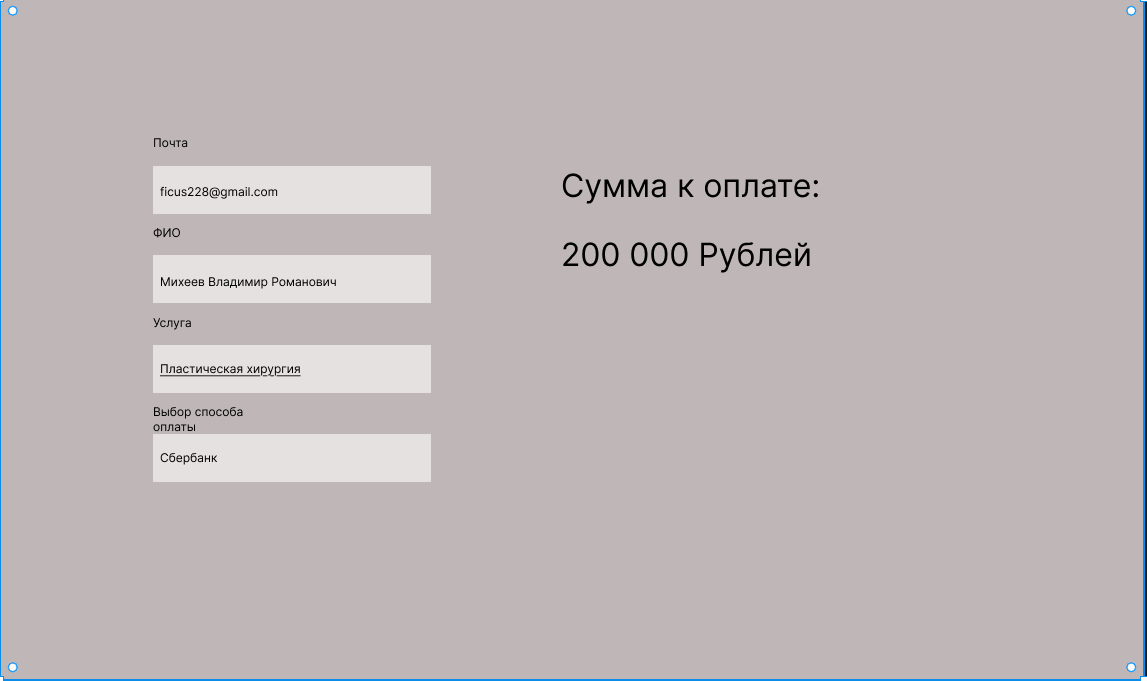 Почта
ficus228@gmail.com
ФИО
Михеев Владимир Романович
Услуга
Пластическая хирургия
Выбор способа
оплаты
Сбербанк
Сумма к оплате:
200 000 Рублей